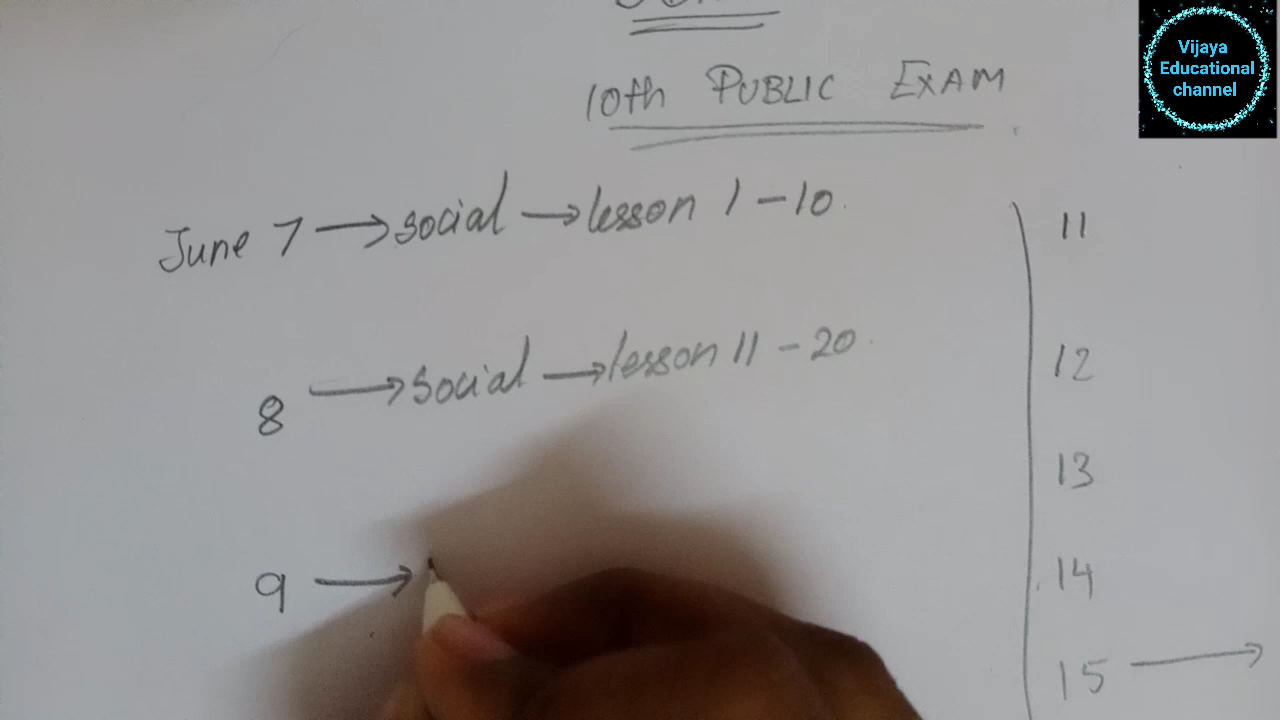 10th PUBLIC EXAM
June 7 → social → lesson 1 - 10.
8 → social → lesson 11 - 20.
9 →
11
12
13
14
15 →
Vijaya
Educational
channel